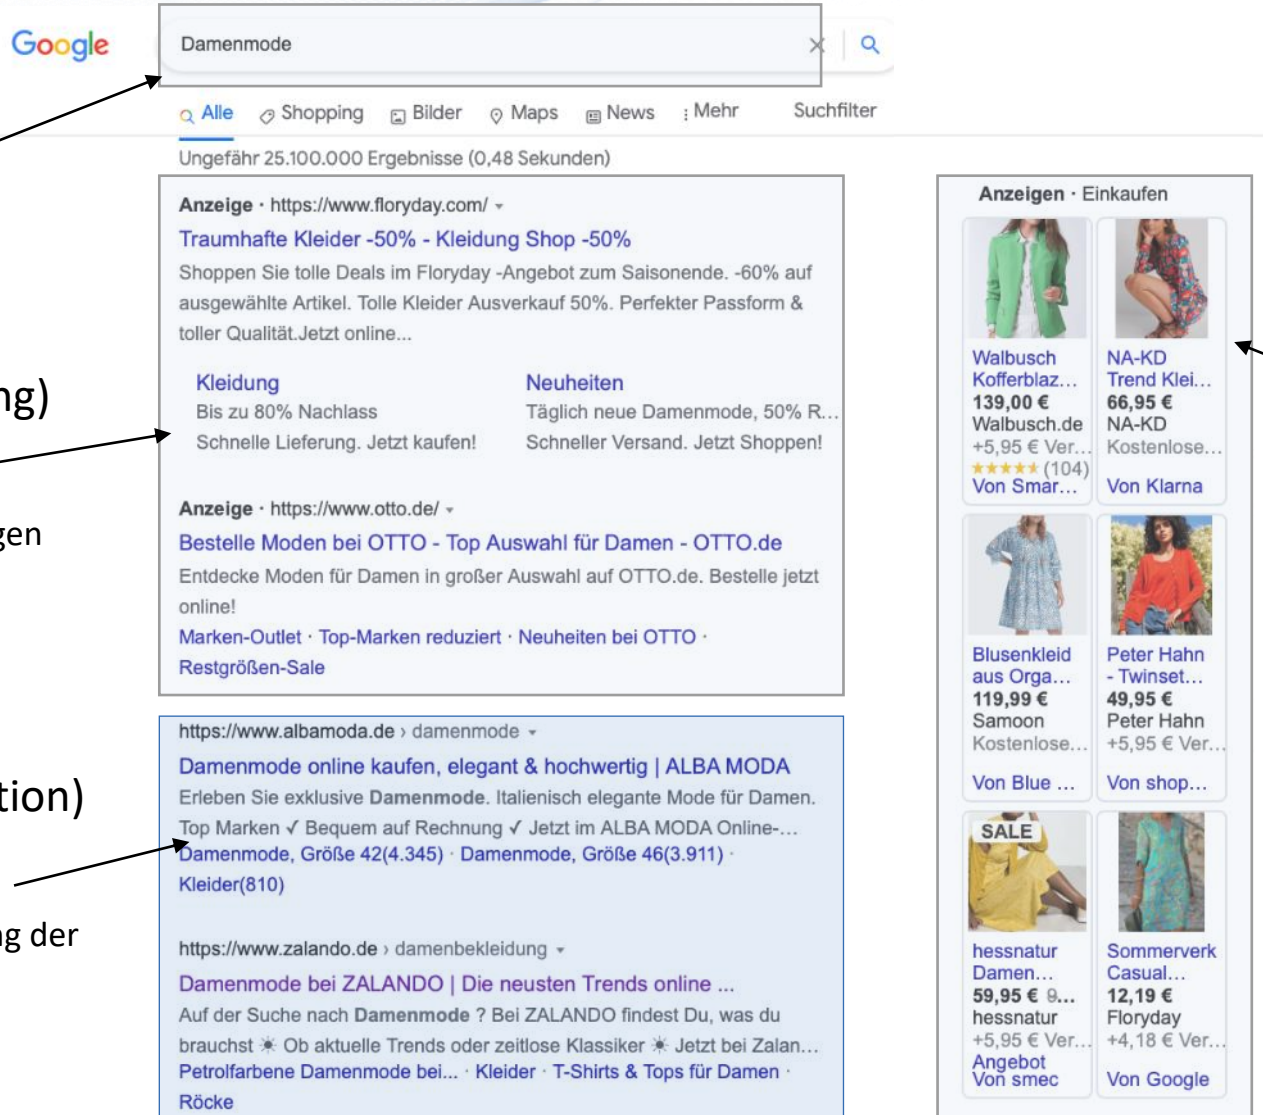 Google
Damenmode
Alle Shopping Bilder Maps News Mehr Suchfilter
Ungefähr 25.100.000 Ergebnisse (0,48 Sekunden)
ng)
gen
tion)
ng der
Anzeige · https://www.floryday.com/
Traumhafte Kleider -50% - Kleidung Shop -50%
Shoppen Sie tolle Deals im Floryday -Angebot zum Saisonende. -60% auf
ausgewählte Artikel. Tolle Kleider Ausverkauf 50%. Perfekter Passform &
toller Qualität.Jetzt online...
Kleidung
Bis zu 80% Nachlass
Schnelle Lieferung. Jetzt kaufen!
Neuheiten
Täglich neue Damenmode, 50% R...
Schneller Versand. Jetzt Shoppen!
Anzeige · https://www.otto.de/
Bestelle Moden bei OTTO - Top Auswahl für Damen - OTTO.de
Entdecke Moden für Damen in großer Auswahl auf OTTO.de. Bestelle jetzt
online!
Marken-Outlet · Top-Marken reduziert · Neuheiten bei OTTO ·
Restgrößen-Sale
https://www.albamoda.de › damenmode
Damenmode online kaufen, elegant & hochwertig | ALBA MODA
Erleben Sie exklusive Damenmode. Italienisch elegante Mode für Damen.
Top Marken ✓ Bequem auf Rechnung ✓ Jetzt im ALBA MODA Online-...
Damenmode, Größe 42(4.345) · Damenmode, Größe 46(3.911) ·
Kleider(810)
https://www.zalando.de › damenbekleidung
Damenmode bei ZALANDO | Die neusten Trends online ...
Auf der Suche nach Damenmode ? Bei ZALANDO findest Du, was du
brauchst ☀ Ob aktuelle Trends oder zeitlose Klassiker ☀ Jetzt bei Zalan...
Petrolfarbene Damenmode bei... · Kleider · T-Shirts & Tops für Damen ·
Röcke
Anzeigen · Einkaufen
Walbusch
Kofferblaz...
139,00 €
Walbusch.de
+5,95 € Ver...
★★★★★ (104)
Von Smar...
NA-KD
Trend Klei...
66,95 €
NA-KD
Kostenlose...
Von Klarna
Blusenkleid
aus Orga...
119,99 €
Samoon
Kostenlose...
Von Blue ...
Peter Hahn
- Twinset...
49,95 €
Peter Hahn
+5,95 € Ver...
Von shop...
SALE
hessnatur
Damen...
59,95 € 9...
hessnatur
+5,95 € Ver...
Angebot
Von smec
Sommerverk
Casual...
12,19 €
Floryday
+4,18 € Ver...
Von Google